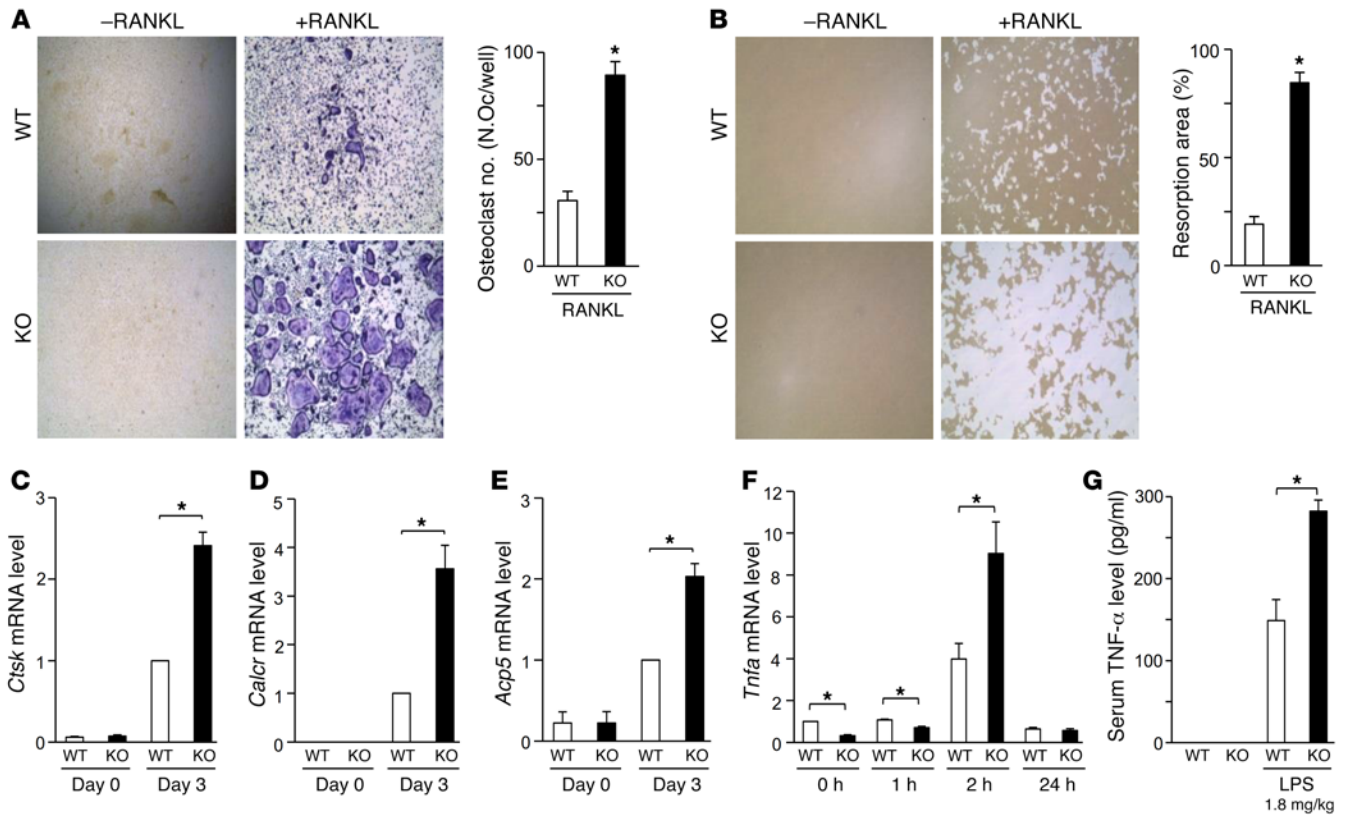 A
–RANKL
+RANKL
WT
KO
Osteoclast no. (N.Oc/well)
100
50
0
*
WT KO
RANKL
B
–RANKL
+RANKL
WT
KO
Resorption area (%)
100
50
0
*
WT KO
RANKL
C
Ctsk mRNA level
3
2
1
0
*
WT KO WT KO
Day 0 Day 3
D
Calcr mRNA level
5
4
3
2
1
0
*
WT KO WT KO
Day 0 Day 3
E
Acp5 mRNA level
3
2
1
0
*
WT KO WT KO
Day 0 Day 3
F
Tnfa mRNA level
12
10
8
6
4
2
0
* * *
WT KO WT KO WT KO WT KO
0 h 1 h 2 h 24 h
G
Serum TNF-α level (pg/ml)
300
200
100
0
*
WT KO WT KO
LPS
1.8 mg/kg